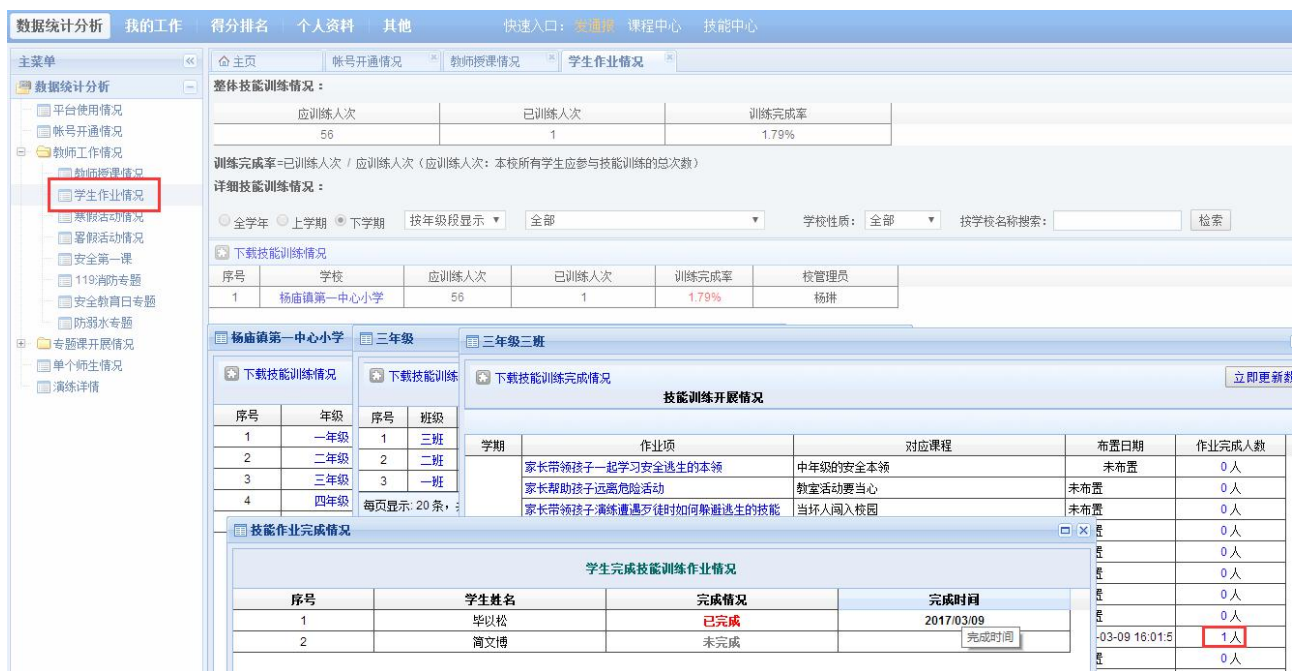 数据统计分析 我的工作 得分排名 个人资料 其他 快速入口: 发通报 课程中心 技能中心
主菜单
数据统计分析
平台使用情况
帐号开通情况
教师工作情况
教师授课情况
学生作业情况
寒假活动情况
暑假活动情况
安全第一课
119消防专题
安全教育日专题
防溺水专题
专题课开展情况
单个师生情况
演练详情
主页 帐号开通情况 教师授课情况 学生作业情况
整体技能训练情况:
应训练人次 已训练人次 训练完成率
56 1 1.79%
训练完成率=已训练人次 / 应训练人次(应训练人次: 本校所有学生应参与技能训练的总次数)
详细技能训练情况:
全学年 上学期 下学期 按年级段显示 全部 学校性质: 全部 按学校名称搜索: 检索
下载技能训练情况
序号 学校 应训练人次 已训练人次 训练完成率 校管理员
1 杨庙镇第一中心小学 56 1 1.79% 杨琳
杨庙镇第一中心小学
下载技能训练情况
序号 年级
1 一年级
2 二年级
3 三年级
4 四年级
三年级
下载技能训练
序号 班级
1 三班
2 二班
3 一班
每页显示: 20 条,
三年级三班
下载技能训练完成情况 立即更新数
技能训练开展情况
学期 作业项 对应课程 布置日期 作业完成人数
家长带领孩子一起学习安全逃生的本领 中年级的安全本领 未布置 0人
家长帮助孩子远离危险活动 教室活动要当心 未布置 0人
家长带领孩子演练遭遇歹徒时如何躲避逃生的技能 当坏人闯入校园 未布置 0人
置 0人
置 0人
置 0人
置 0人
置 0人
-03-09 16:01:5 1人
置 0人
技能作业完成情况
学生完成技能训练作业情况
序号 学生姓名 完成情况 完成时间
1 毕以松 已完成 2017/03/09
2 简文博 未完成
完成时间